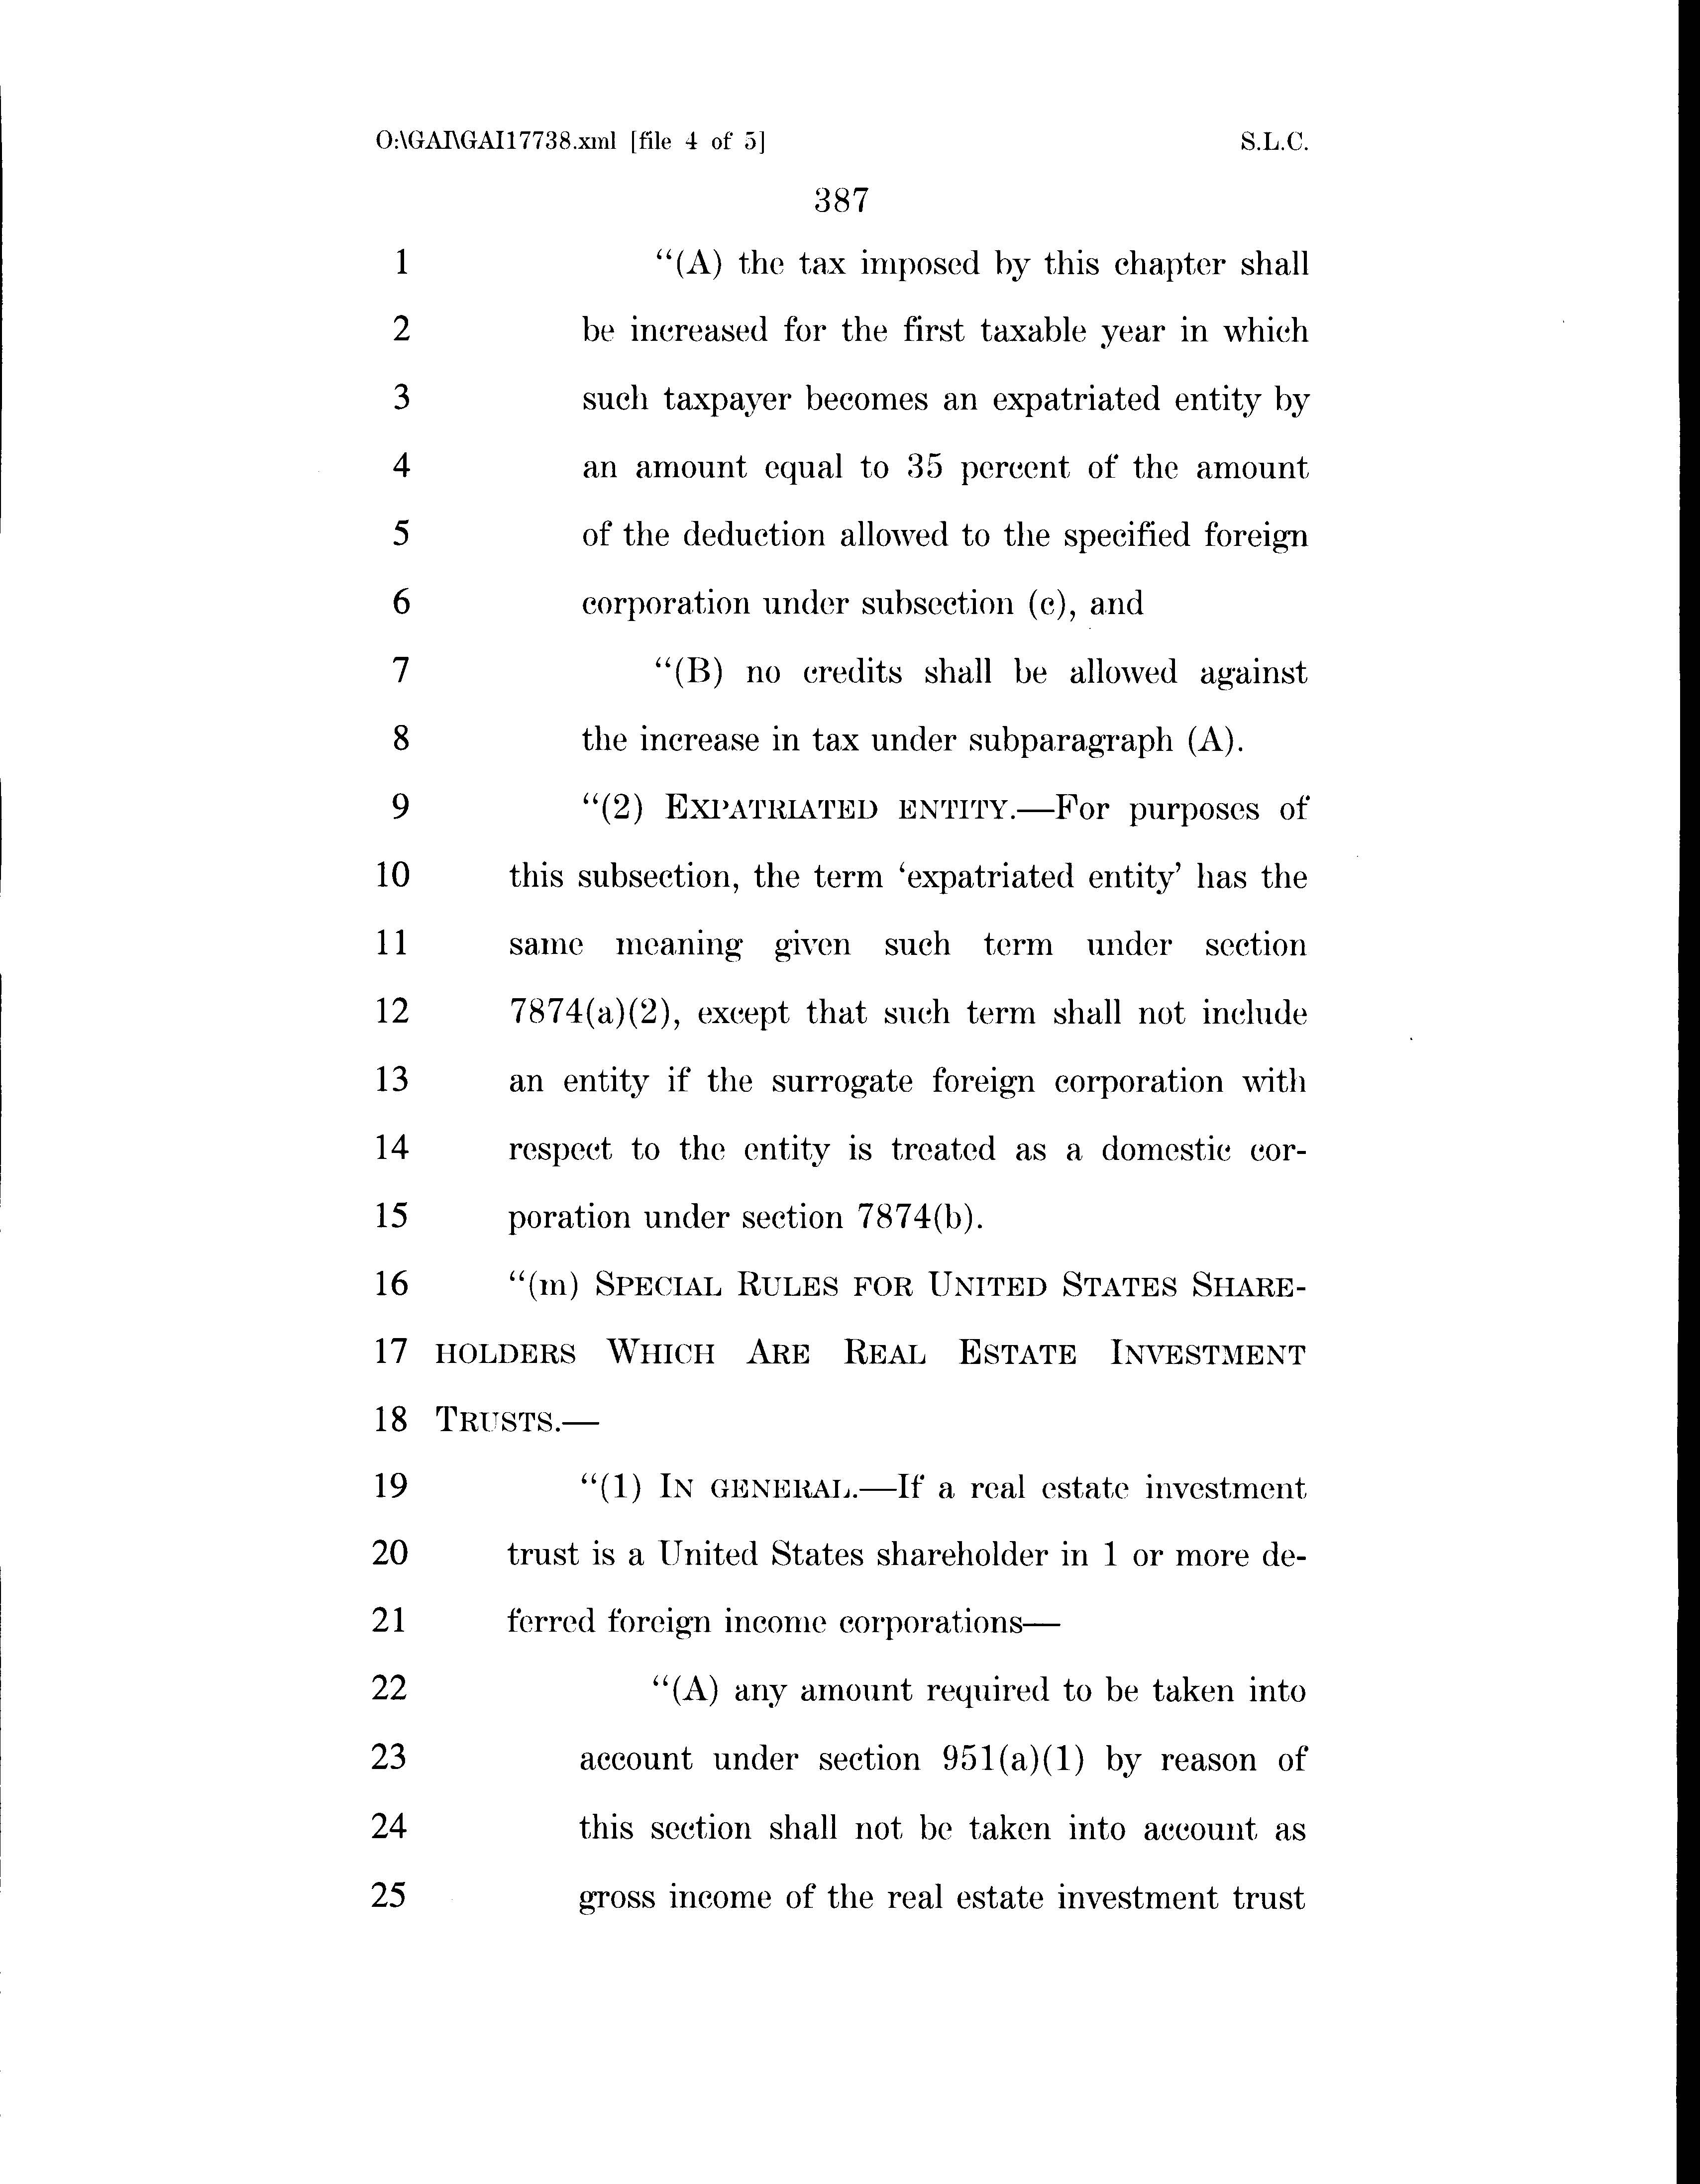 O:\GAI\GAI17738.xml [file 4 of 5] S.L.C.
387
1 “(A) the tax imposed by this chapter shall
2 be increased for the first taxable year in which
3 such taxpayer becomes an expatriated entity by
4 an amount equal to 35 percent of the amount
5 of the deduction allowed to the specified foreign
6 corporation under subsection (c), and
7 “(B) no credits shall be allowed against
8 the increase in tax under subparagraph (A).
9 “(2) EXPATRIATED ENTITY.—For purposes of
10 this subsection, the term ‘expatriated entity’ has the
11 same meaning given such term under section
12 7874(a)(2), except that such term shall not include
13 an entity if the surrogate foreign corporation with
14 respect to the entity is treated as a domestic cor-
15 poration under section 7874(b).
16 “(m) SPECIAL RULES FOR UNITED STATES SHARE-
17 HOLDERS WHICH ARE REAL ESTATE INVESTMENT
18 TRUSTS.—
19 “(1) IN GENERAL.—If a real estate investment
20 trust is a United States shareholder in 1 or more de-
21 ferred foreign income corporations—
22 “(A) any amount required to be taken into
23 account under section 951(a)(1) by reason of
24 this section shall not be taken into account as
25 gross income of the real estate investment trust